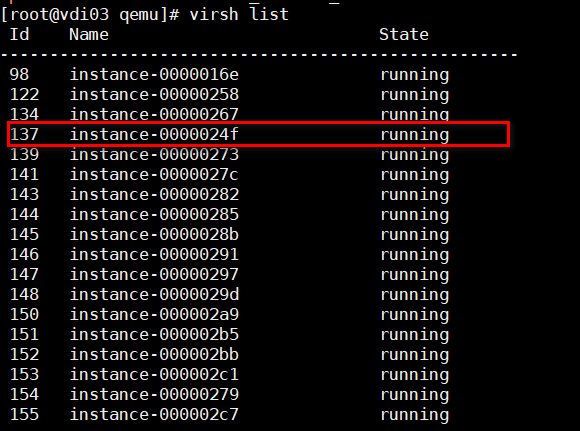 [root@vdi03 qemu]# virsh list
Id Name State
----------------------------------------------------
98 instance-0000016e running
122 instance-00000258 running
134 instance-00000267 running
137 instance-0000024f running
139 instance-00000273 running
141 instance-0000027c running
143 instance-00000282 running
144 instance-00000285 running
145 instance-0000028b running
146 instance-00000291 running
147 instance-00000297 running
148 instance-0000029d running
150 instance-000002a9 running
151 instance-000002b5 running
152 instance-000002bb running
153 instance-000002c1 running
154 instance-00000279 running
155 instance-000002c7 running